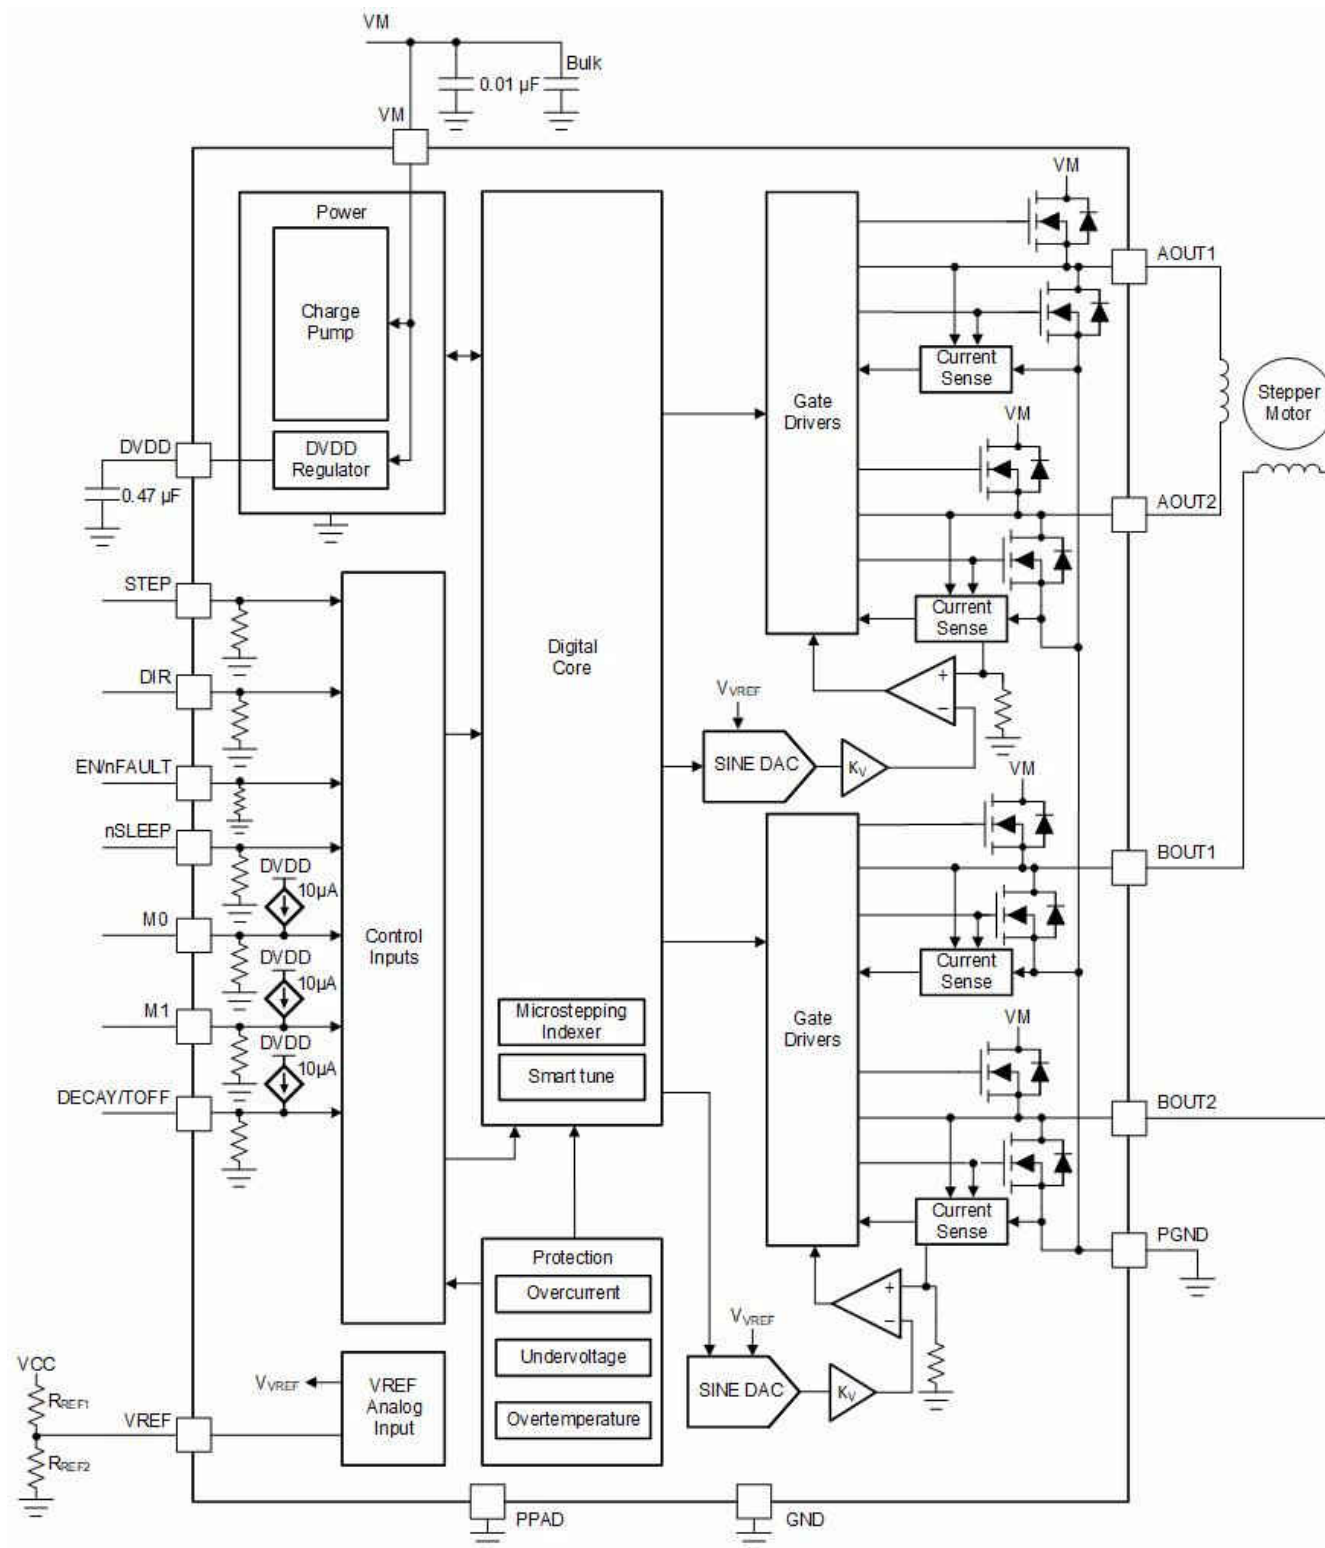 VM
Bulk
0.01 µF
VM
Power
Charge
Pump
DVDD
Regulator
DVDD
0.47 µF
STEP
DIR
EN/nFAULT
nSLEEP
DVDD
10µA
M0
DVDD
10µA
M1
DVDD
10µA
DECAY/TOFF
Control
Inputs
Digital
Core
Microstepping
Indexer
Smart tune
Protection
Overcurrent
Undervoltage
Overtemperature
VCC
RREF1
VREF
RREF2
VVREF
VREF
Analog
Input
PPAD
GND
Gate
Drivers
VM
AOUT1
Current
Sense
VM
AOUT2
Current
Sense
+
−
Stepper
Motor
VVREF
SINE DAC
KV
VM
BOUT1
Gate
Drivers
Current
Sense
VM
BOUT2
Current
Sense
PGND
+
−
VVREF
SINE DAC
KV